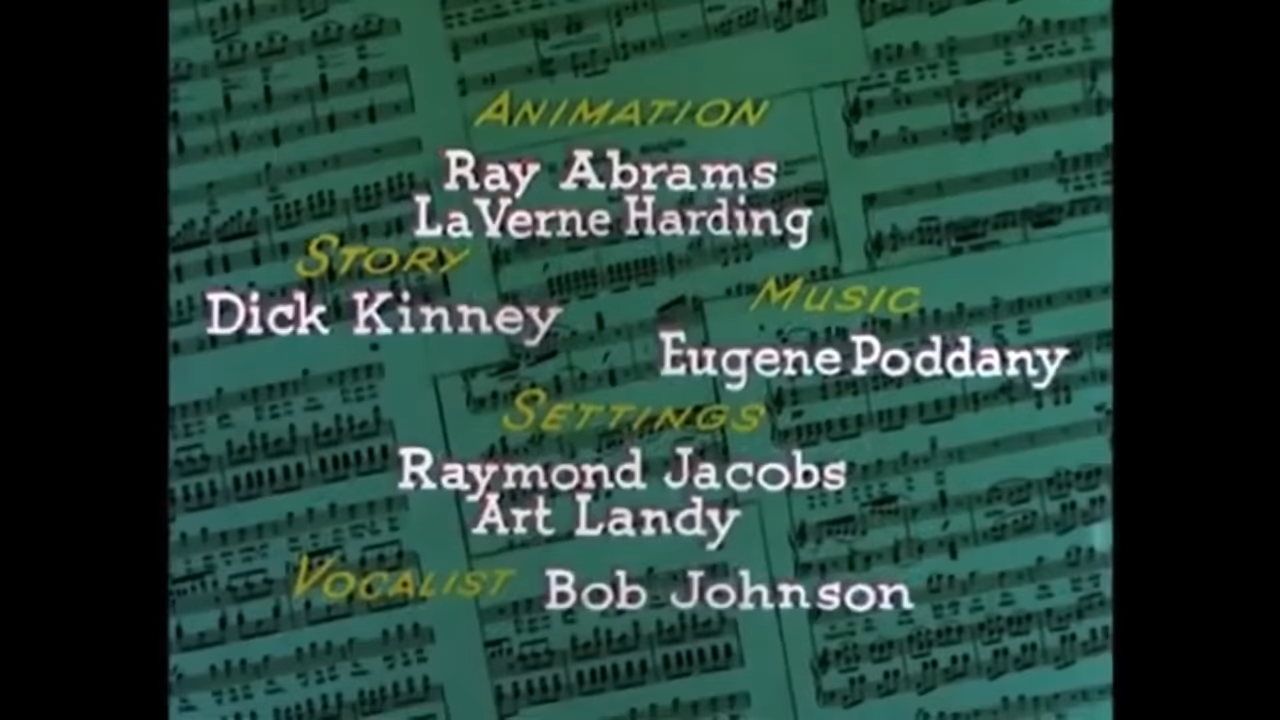 ANIMATION
Ray Abrams
LaVerne Harding
STORY
Dick Kinney
MUSIC
Eugene Poddany
SETTINGS
Raymond Jacobs
Art Landy
VOCALIST Bob Johnson